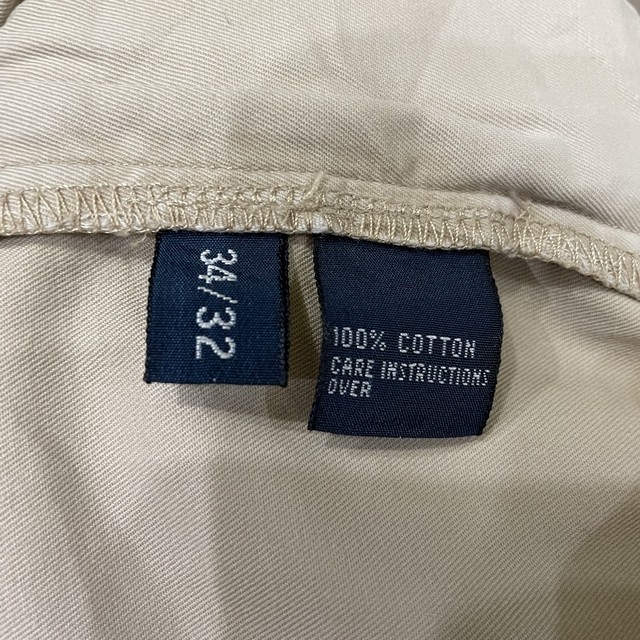 34/32
100% COTTON
CARE INSTRUCTIONS
OVER